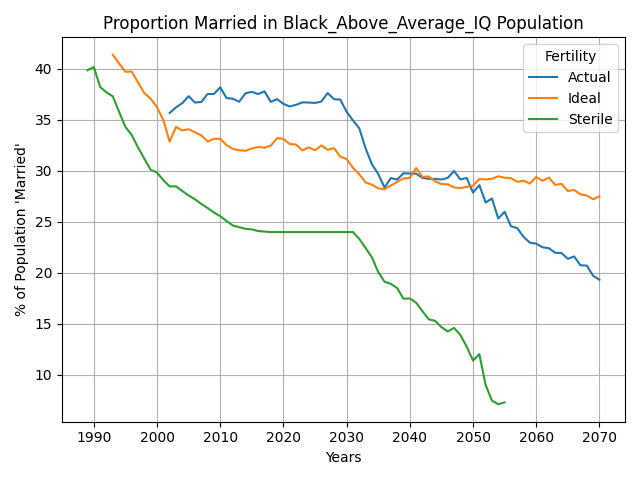 Proportion Married in Black_Above_Average_IQ Population
% of Population 'Married'
40
35
30
25
20
15
10
Fertility
Actual
Ideal
Sterile
1990 2000 2010 2020 2030 2040 2050 2060 2070
Years